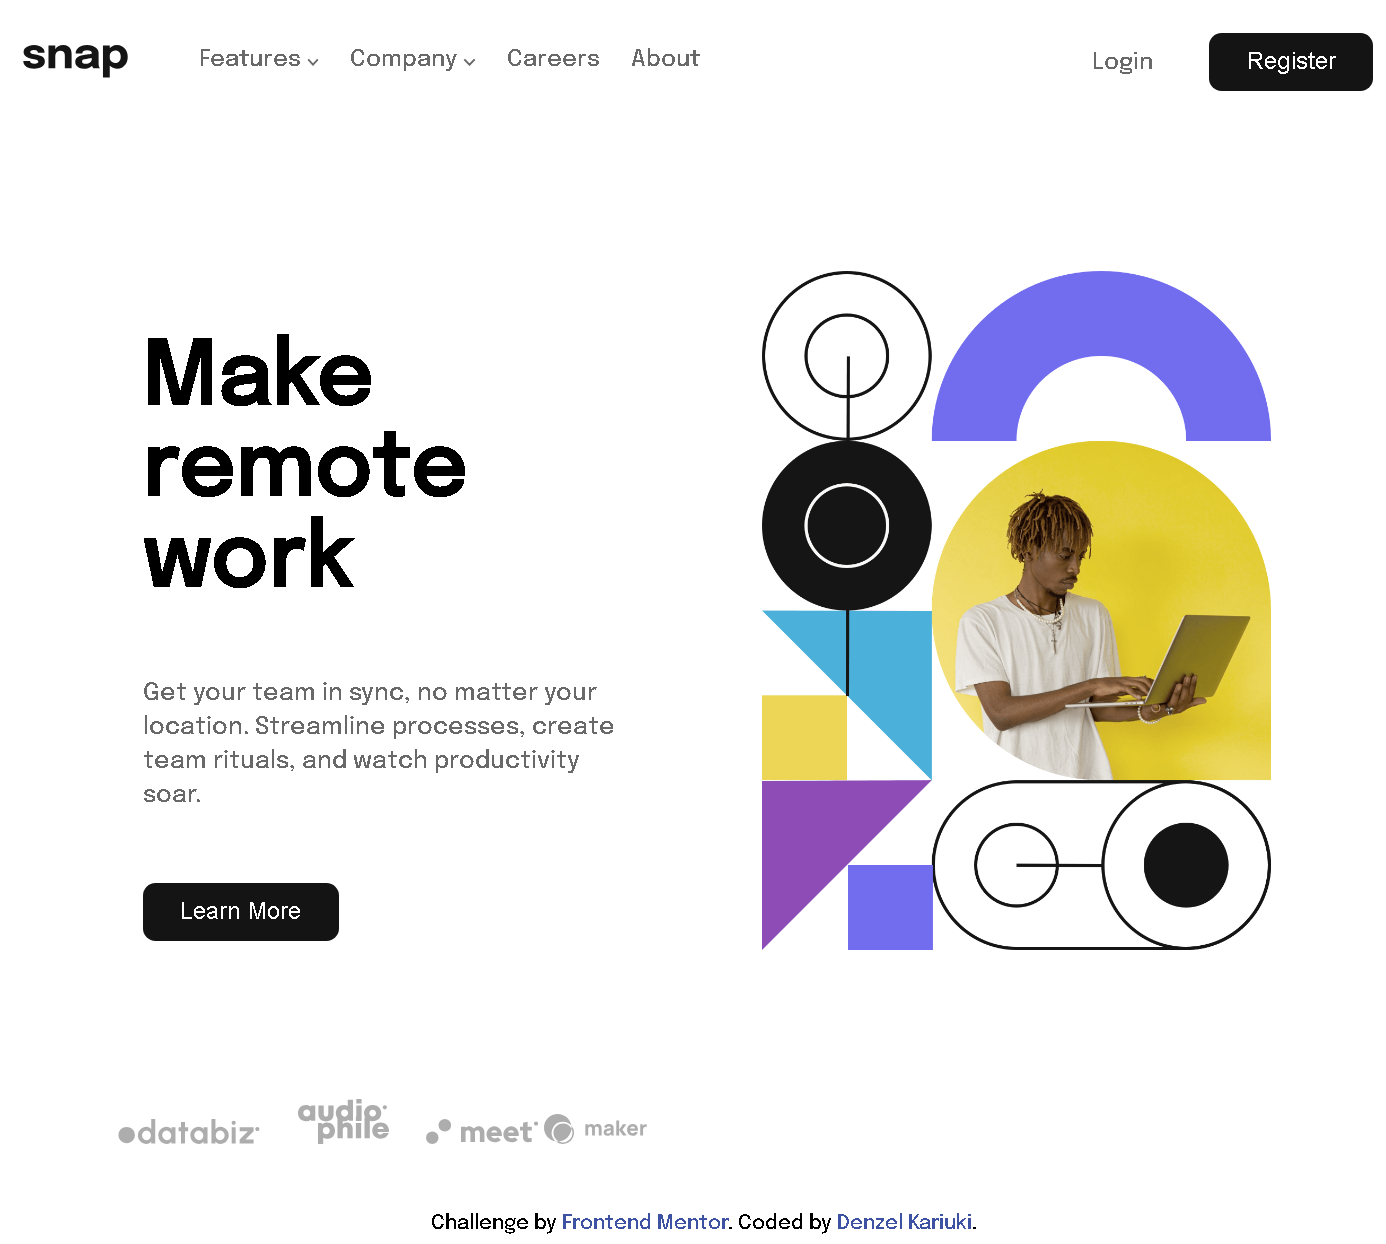 snap Features Company Careers About Login Register
Make
remote
work
Get your team in sync, no matter your
location. Streamline processes, create
team rituals, and watch productivity
soar.
Learn More
databiz audiophile meet maker
Challenge by Frontend Mentor. Coded by Denzel Kariuki.